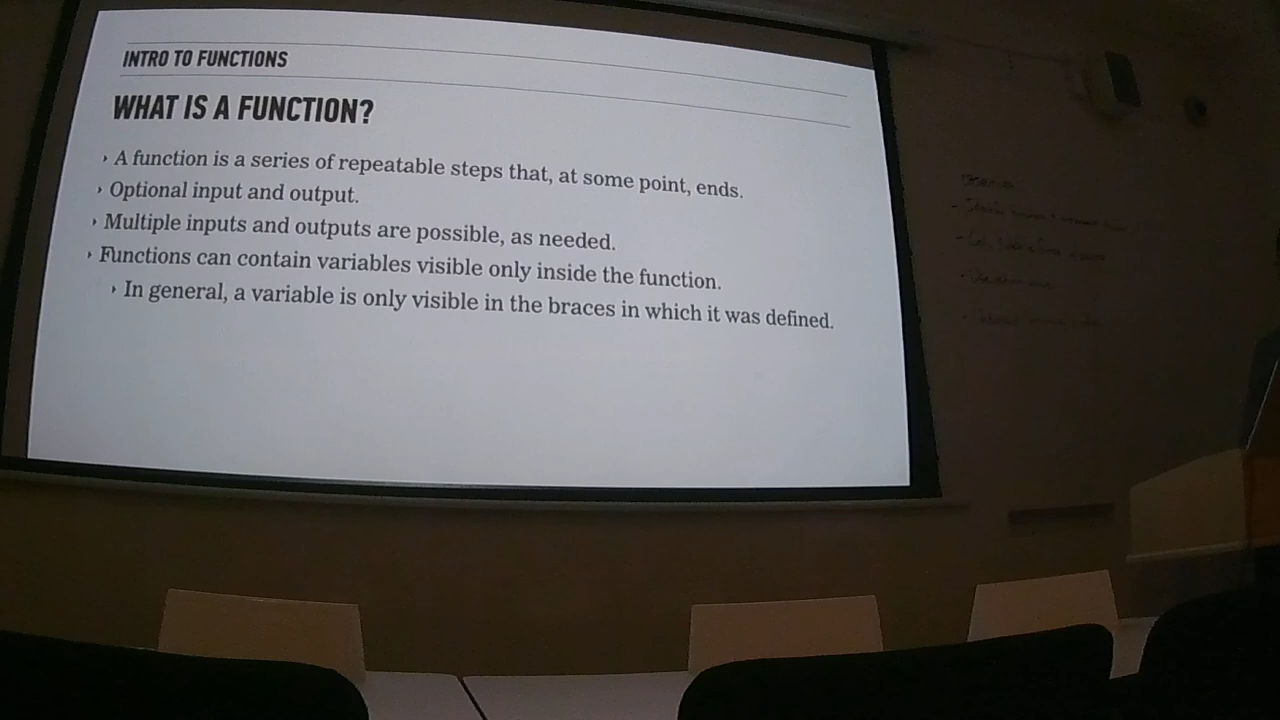 INTRO TO FUNCTIONS
WHAT IS A FUNCTION?
‣ A function is a series of repeatable steps that, at some point, ends.
‣ Optional input and output.
‣ Multiple inputs and outputs are possible, as needed.
‣ Functions can contain variables visible only inside the function.
‣ In general, a variable is only visible in the braces in which it was defined.